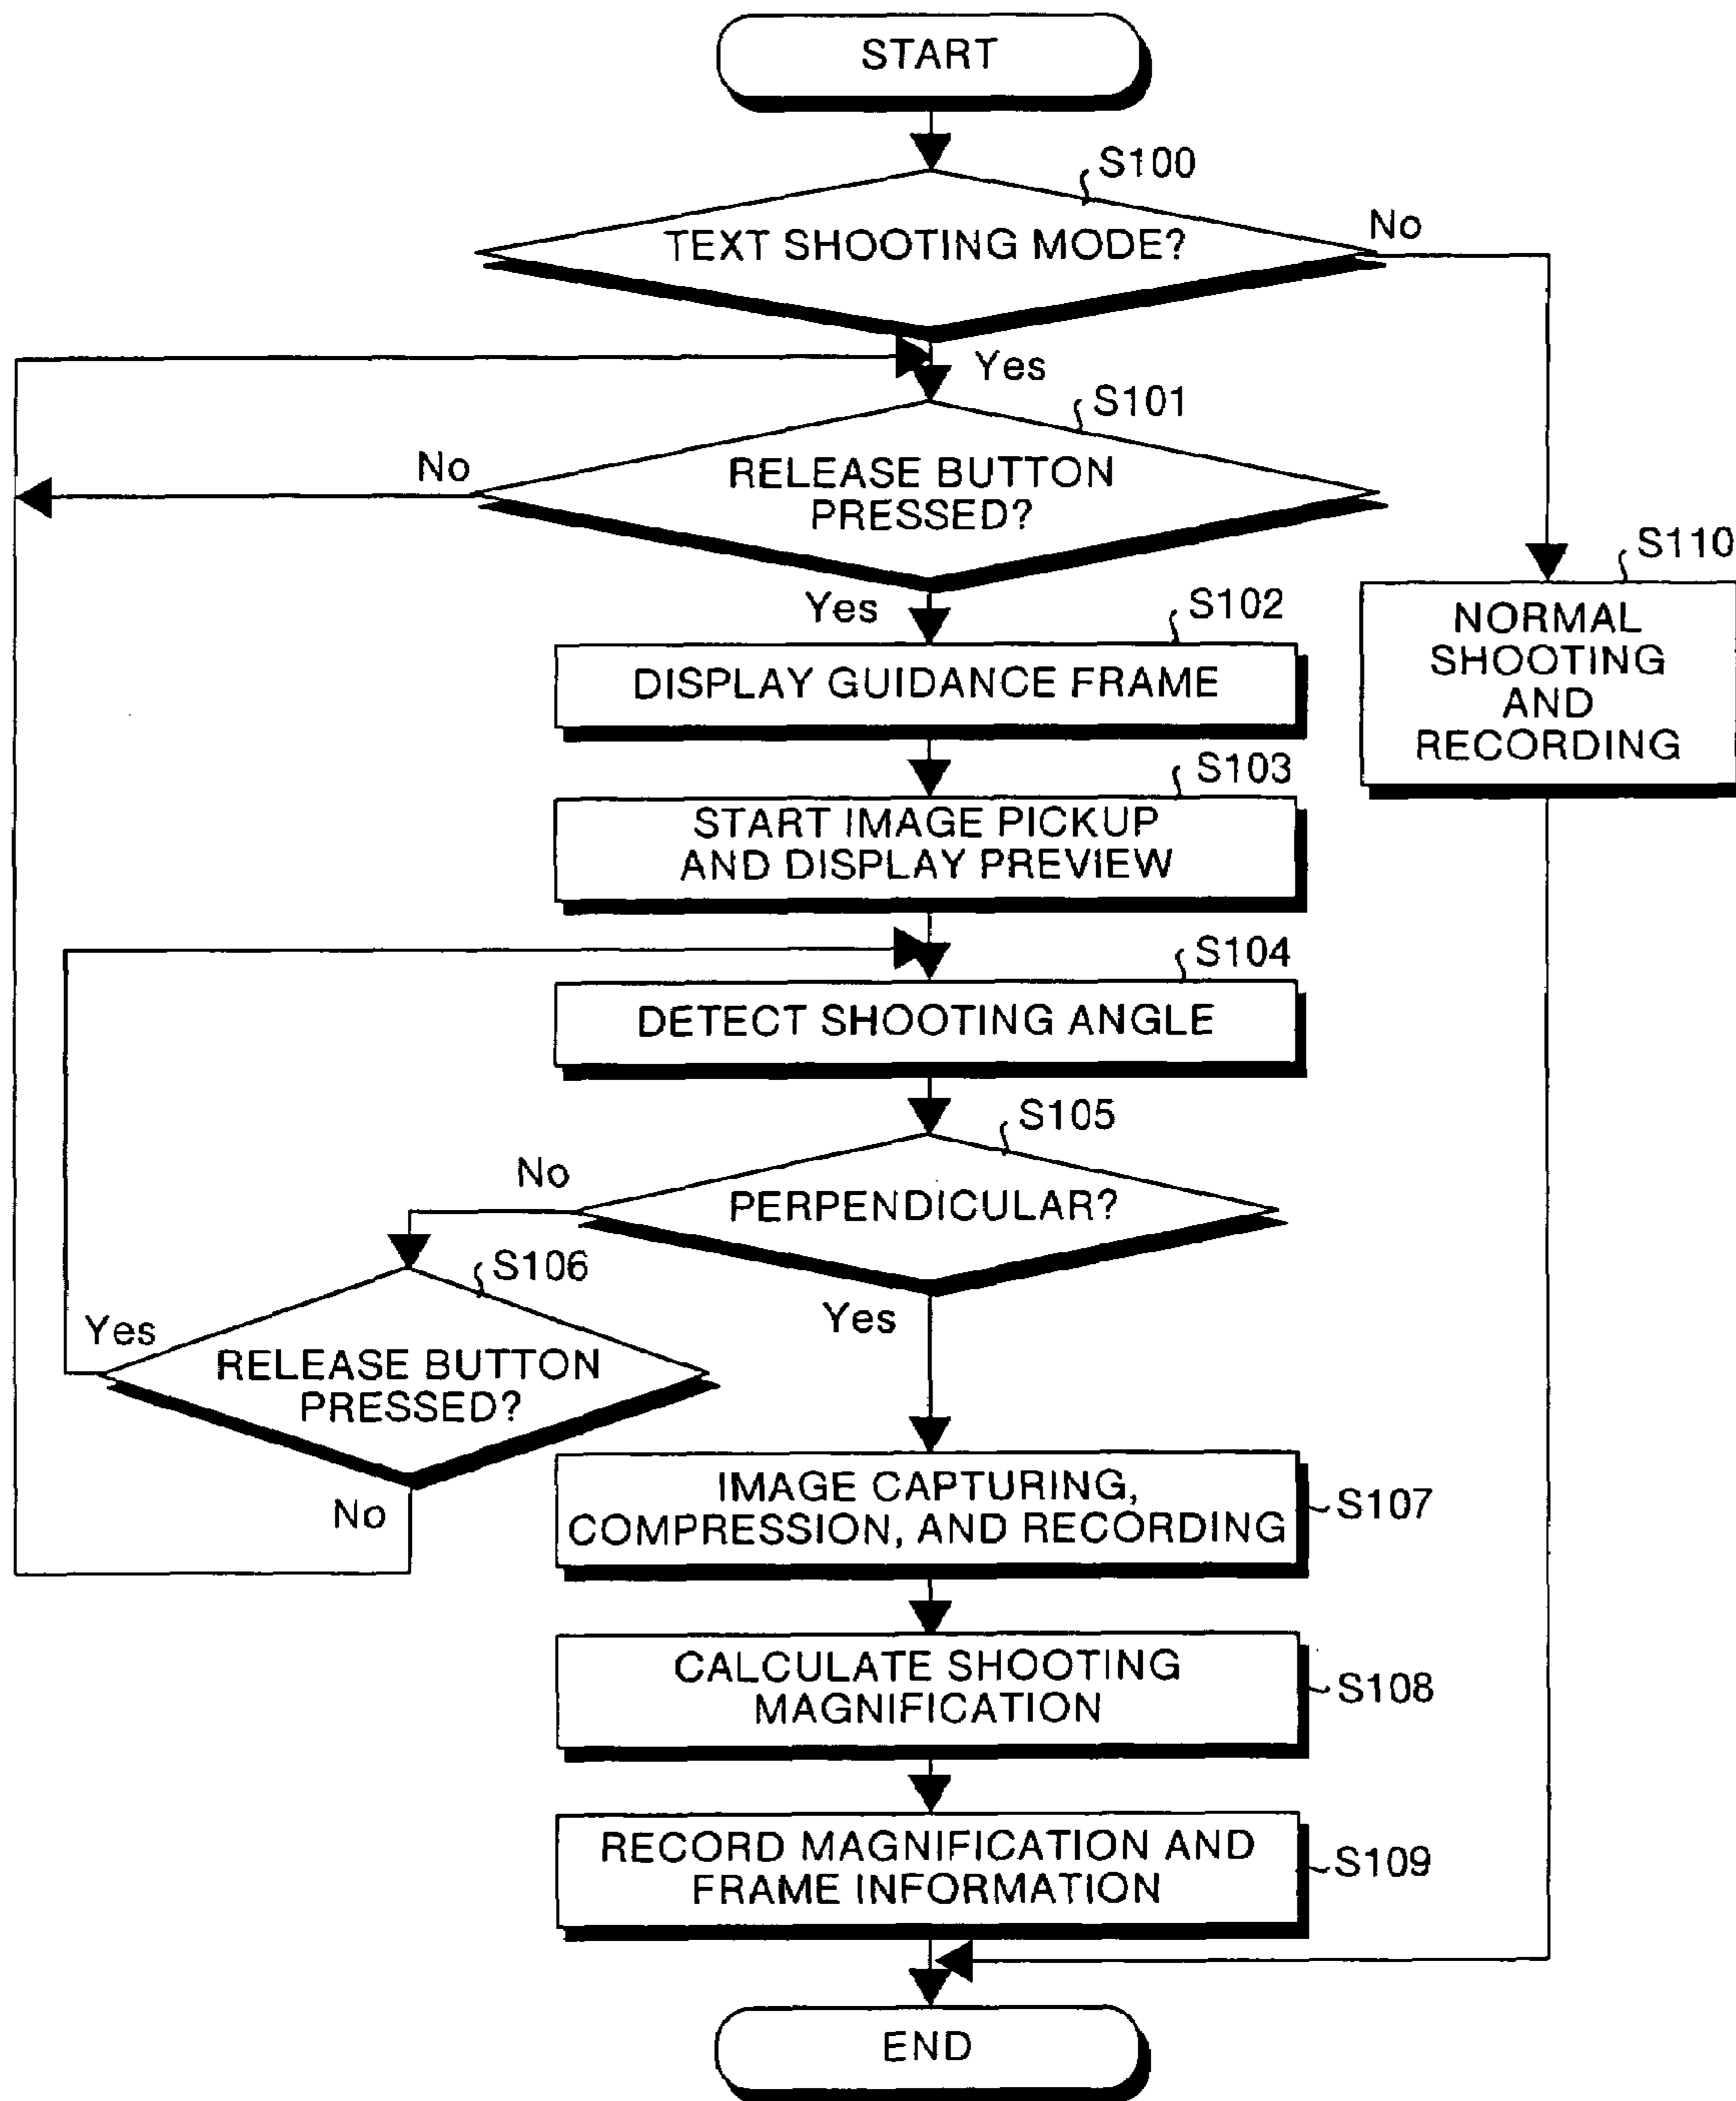 START
S100
TEXT SHOOTING MODE?
No
Yes
S101
No
RELEASE BUTTON
PRESSED?
S110
Yes
S102
NORMAL
SHOOTING
AND
RECORDING
DISPLAY GUIDANCE FRAME
S103
START IMAGE PICKUP
AND DISPLAY PREVIEW
S104
DETECT SHOOTING ANGLE
S105
No
PERPENDICULAR?
S106
Yes
Yes
RELEASE BUTTON
PRESSED?
No
IMAGE CAPTURING,
COMPRESSION, AND RECORDING
S107
CALCULATE SHOOTING
MAGNIFICATION
S108
RECORD MAGNIFICATION AND
FRAME INFORMATION
S109
END